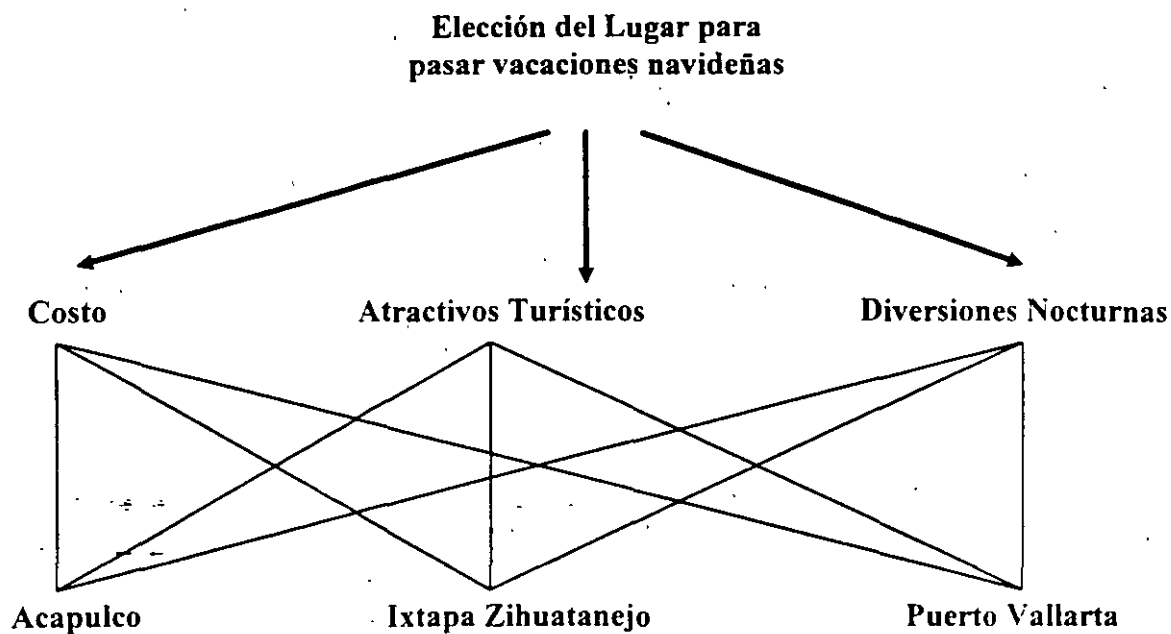 Elección del Lugar para
pasar vacaciones navideñas
Costo
Atractivos Turísticos
Diversiones Nocturnas
Acapulco
Ixtapa Zihuatanejo
Puerto Vallarta